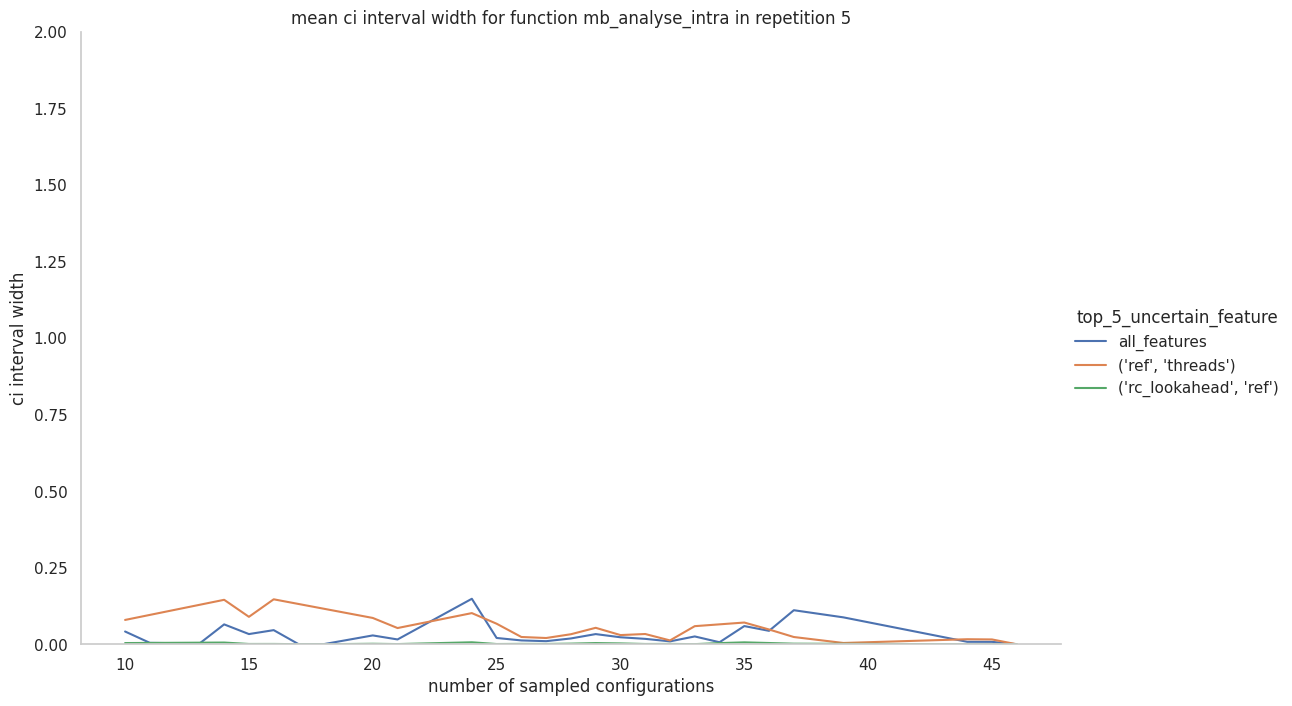 mean ci interval width for function mb_analyse_intra in repetition 5
2.00
1.75
1.50
1.25
1.00
0.75
0.50
0.25
0.00
ci interval width
10 15 20 25 30 35 40 45
number of sampled configurations
top_5_uncertain_feature
all_features
('ref', 'threads')
('rc_lookahead', 'ref')